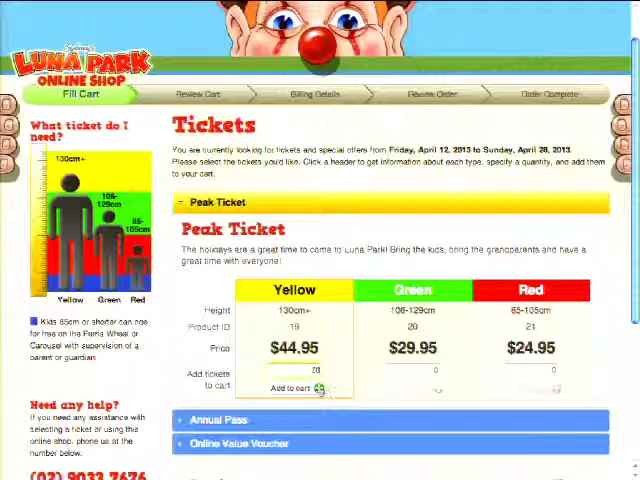 Sydney's
LUNA PARK
ONLINE SHOP
Fill Cart
Review Cart
Billing Details
Review Order
Order Complete
What ticket do I
need?
130cm+
106-
129cm
85-
105cm
Yellow Green Red
Kids 85cm or shorter can ride
for free on the Ferris Wheel or
Carousel with supervision of a
parent or guardian.
Need any help?
If you need any assistance with
selecting a ticket or using this
online shop, phone us at the
number below.
(02) 9033 7676
Tickets
You are currently looking for tickets and special offers from Friday, April 12, 2013 to Sunday, April 28, 2013.
Please select the tickets you'd like. Click a header to get information about each type, specify a quantity, and add them
to your cart.
Peak Ticket
Peak Ticket
The holidays are a great time to come to Luna Park! Bring the kids, bring the grandparents and have a
great time with everyone!
Yellow Green Red
Height 130cm+ 106-129cm 85-105cm
Product ID 19 20 21
Price $44.95 $29.95 $24.95
Add tickets
to cart
0 0
Add to cart
Annual Pass
Online Value Voucher